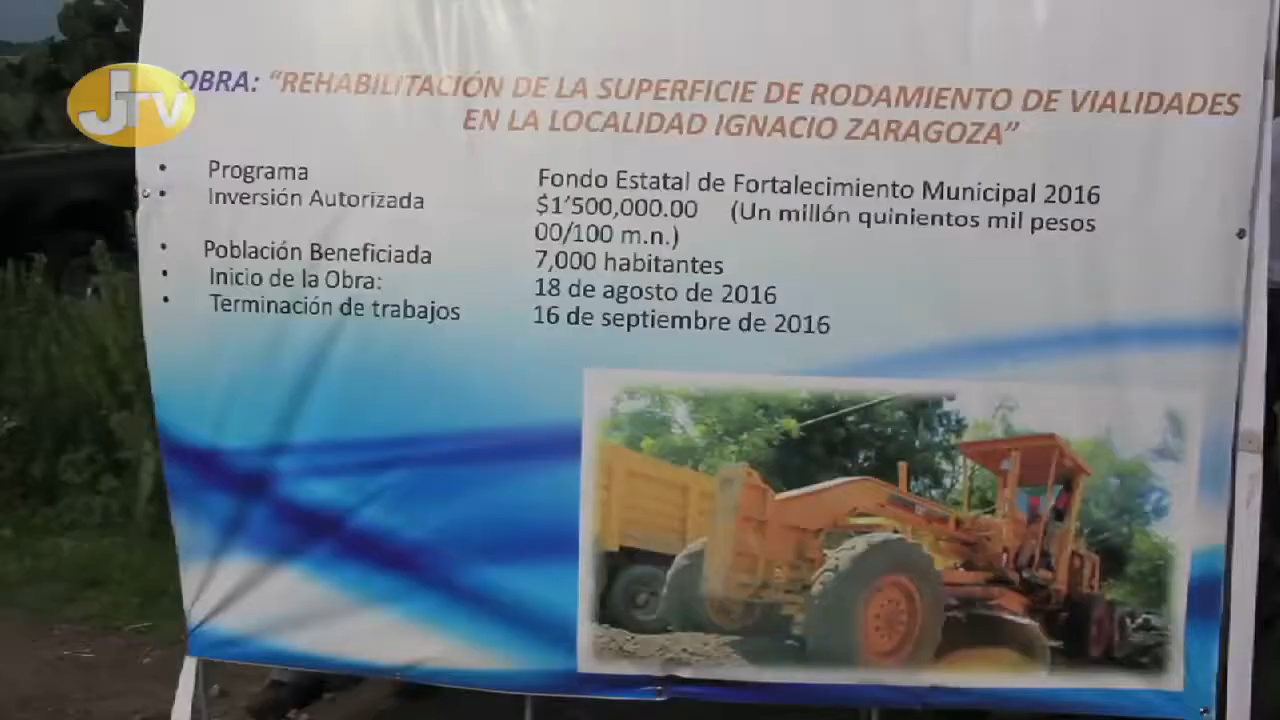 JTV
OBRA: “REHABILITACIÓN DE LA SUPERFICIE DE RODAMIENTO DE VIALIDADES
EN LA LOCALIDAD IGNACIO ZARAGOZA”
• Programa Fondo Estatal de Fortalecimiento Municipal 2016
• Inversión Autorizada $1’500,000.00 (Un millón quinientos mil pesos
00/100 m.n.)
• Población Beneficiada 7,000 habitantes
• Inicio de la Obra: 18 de agosto de 2016
• Terminación de trabajos 16 de septiembre de 2016